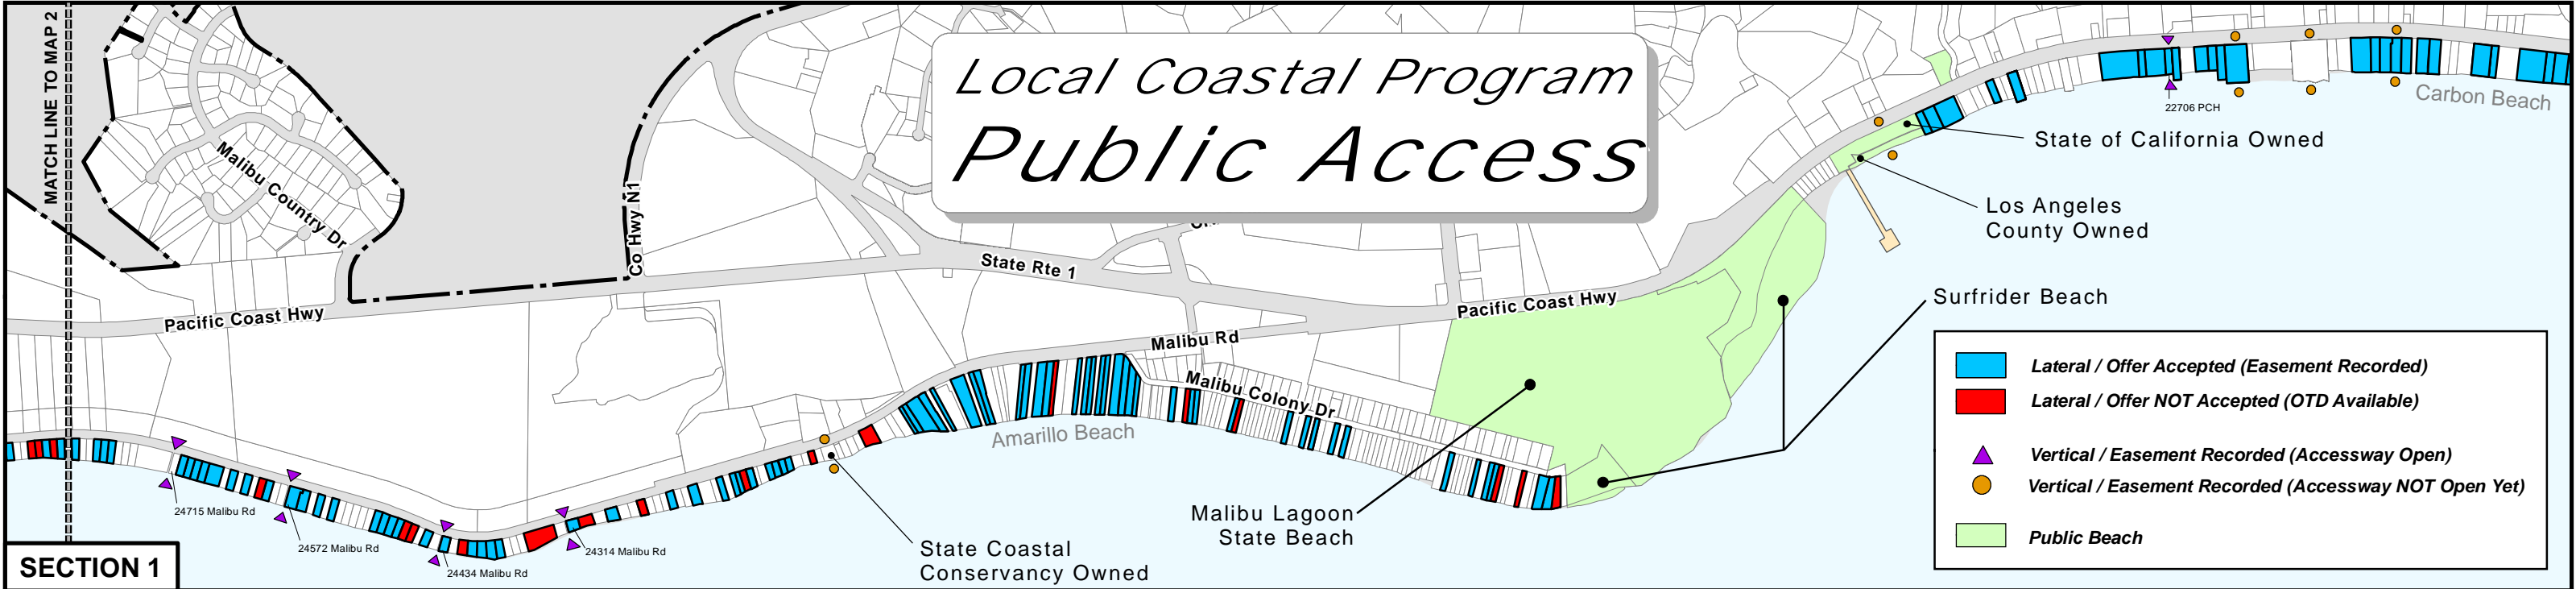 MATCH LINE TO MAP 2
Malibu Country Dr
Co Hwy N1
Local Coastal Program
Public Access
State Rte 1
Pacific Coast Hwy
Pacific Coast Hwy
Malibu Rd
Malibu Colony Dr
Amarillo Beach
Carbon Beach
22706 PCH
State of California Owned
Los Angeles
County Owned
Surfrider Beach
Malibu Lagoon
State Beach
State Coastal
Conservancy Owned
24715 Malibu Rd
24572 Malibu Rd
24434 Malibu Rd
24314 Malibu Rd
SECTION 1
Lateral / Offer Accepted (Easement Recorded)
Lateral / Offer NOT Accepted (OTD Available)
Vertical / Easement Recorded (Accessway Open)
Vertical / Easement Recorded (Accessway NOT Open Yet)
Public Beach